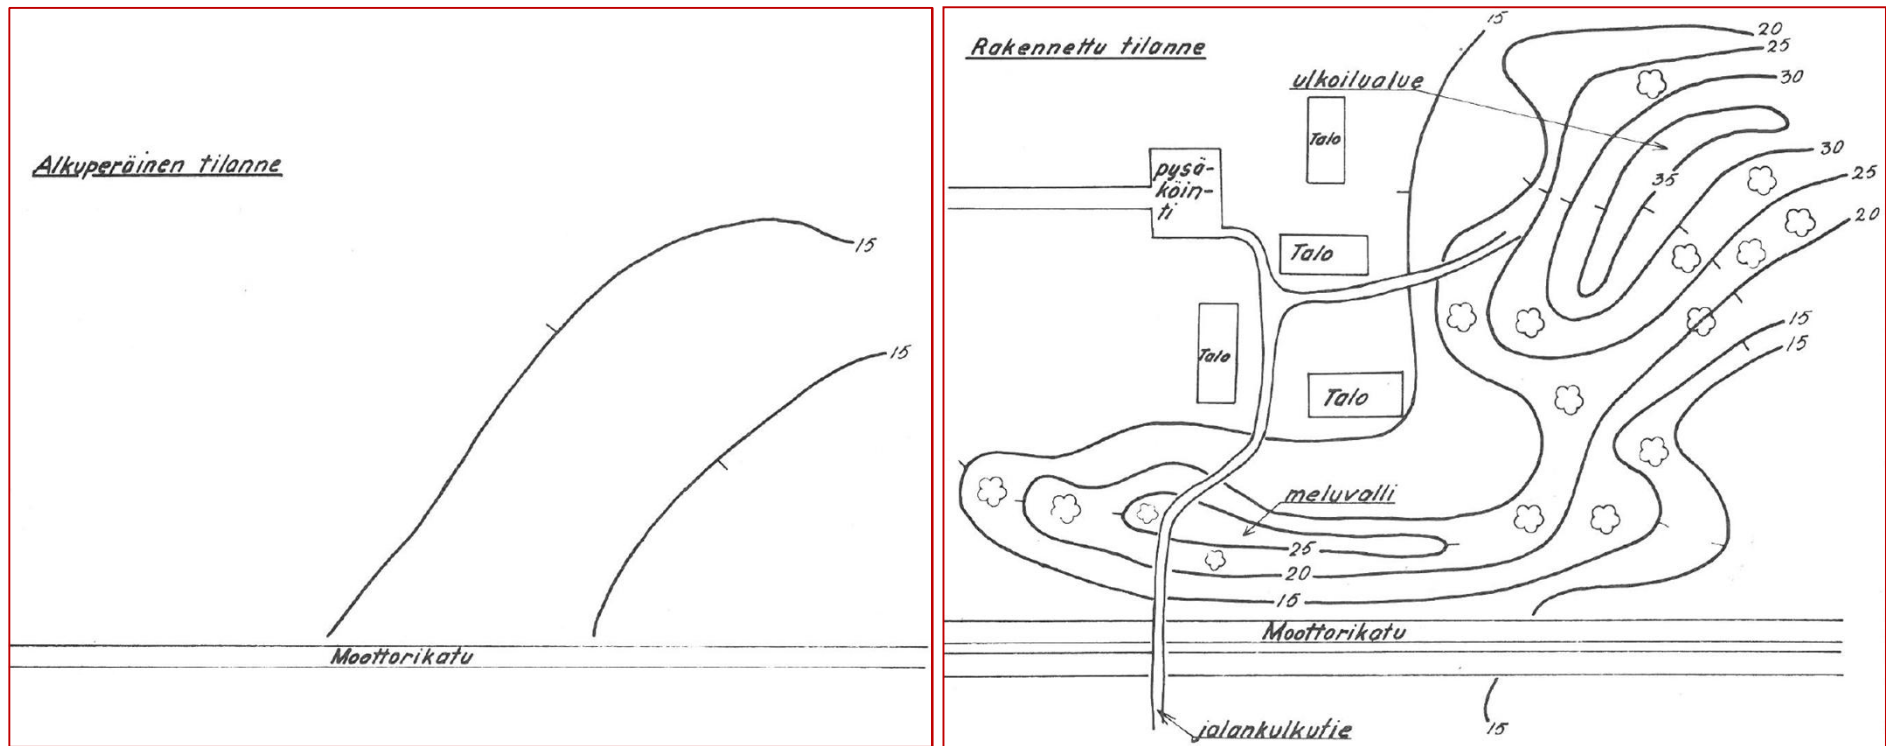 Alkuperäinen tilanne
15
15
Moottorikatu
Rakennettu tilanne
15
20
25
30
ulkoilualue
Talo
pysä-
köin-
ti
30
35
25
20
Talo
15
15
Talo
Talo
meluvalli
25
20
15
Moottorikatu
15
jalankulkutie